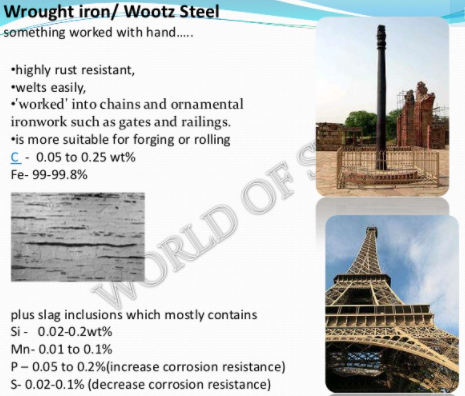 Wrought iron/ Wootz Steel
something worked with hand.....
•highly rust resistant,
•welts easily,
•'worked' into chains and ornamental
ironwork such as gates and railings.
•is more suitable for forging or rolling
C - 0.05 to 0.25 wt%
Fe- 99-99.8%
WORLD OF S
plus slag inclusions which mostly contains
Si - 0.02-0.2wt%
Mn- 0.01 to 0.1%
P – 0.05 to 0.2%(increase corrosion resistance)
S- 0.02-0.1% (decrease corrosion resistance)